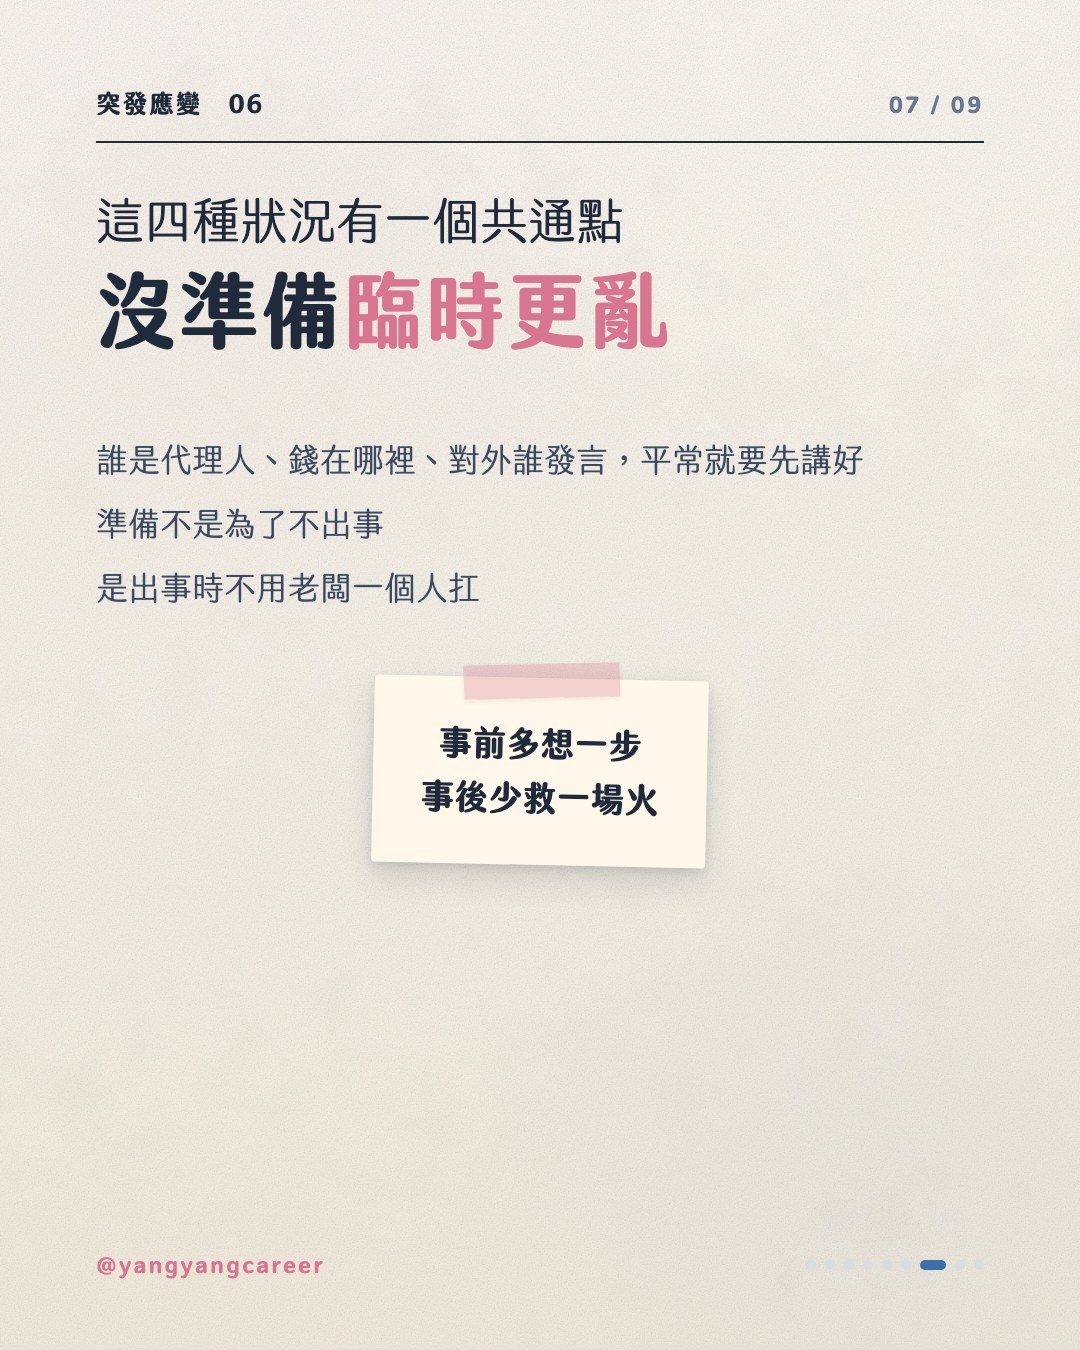 突發應變 06
07 / 09
這四種狀況有一個共通點
沒準備臨時更亂
誰是代理人、錢在哪裡、對外誰發言，平常就要先講好
準備不是為了不出事
是出事時不用老闆一個人扛
事前多想一步
事後少救一場火
@yangyangcareer